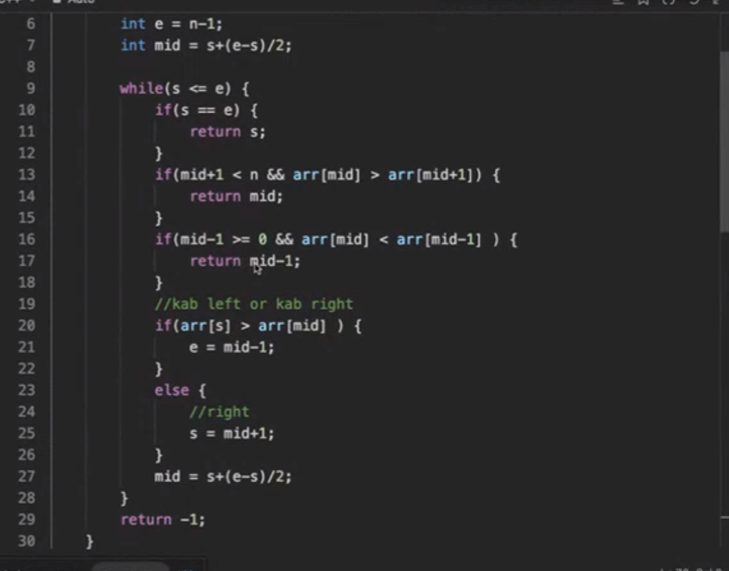 6 int e = n-1;
7 int mid = s+(e-s)/2;
8
9 while(s <= e) {
10 if(s == e) {
11 return s;
12 }
13 if(mid+1 < n && arr[mid] > arr[mid+1]) {
14 return mid;
15 }
16 if(mid-1 >= 0 && arr[mid] < arr[mid-1] ) {
17 return mid-1;
18 }
19 //kab left or kab right
20 if(arr[s] > arr[mid] ) {
21 e = mid-1;
22 }
23 else {
24 //right
25 s = mid+1;
26 }
27 mid = s+(e-s)/2;
28 }
29 return -1;
30 }